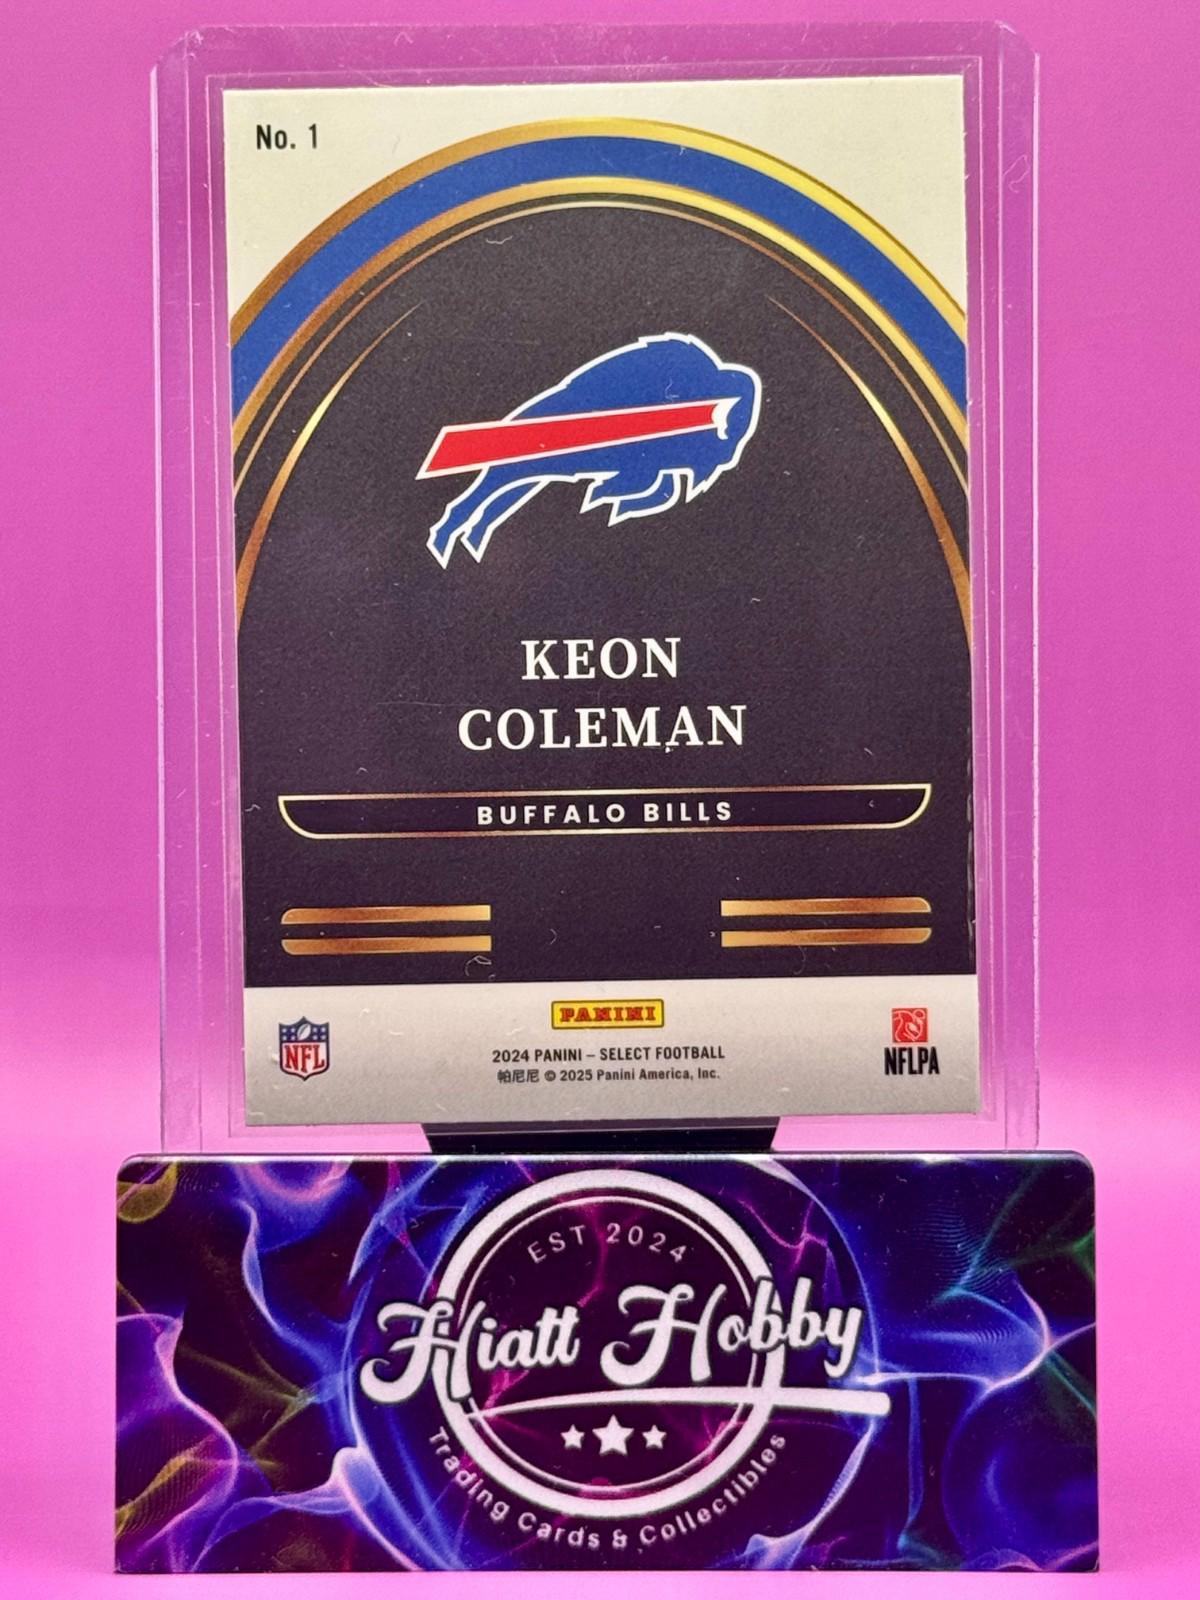 No. 1
KEON
COLEMAN
BUFFALO BILLS
PANINI
NFL
NFLPA
2024 PANINI – SELECT FOOTBALL
帕尼尼 © 2025 Panini America, Inc.
EST 2024
Hiatt Hobby
Trading Cards & Collectibles